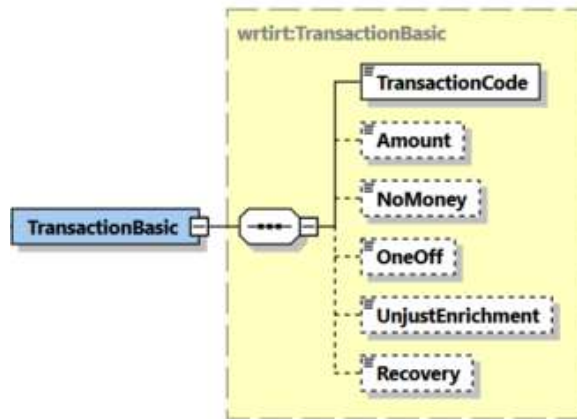 wrtirt:TransactionBasic
TransactionCode
Amount
NoMoney
TransactionBasic
OneOff
UnjustEnrichment
Recovery